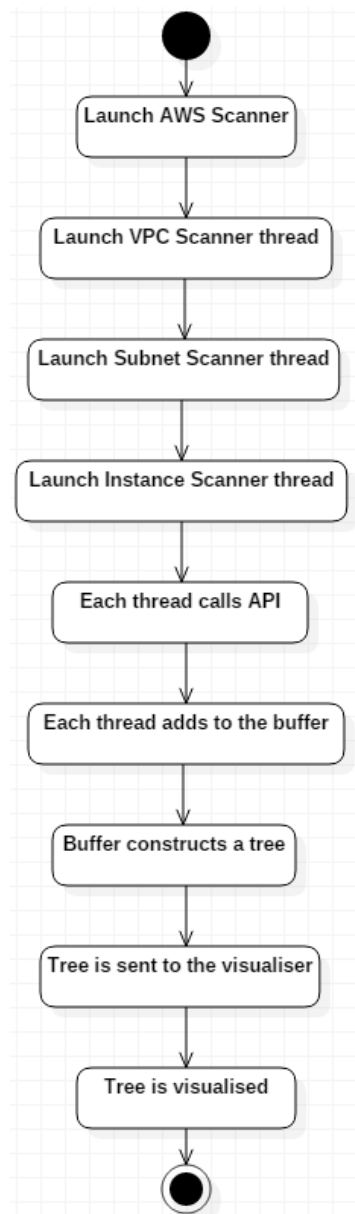 Launch AWS Scanner
Launch VPC Scanner thread
Launch Subnet Scanner thread
Launch Instance Scanner thread
Each thread calls API
Each thread adds to the buffer
Buffer constructs a tree
Tree is sent to the visualiser
Tree is visualised